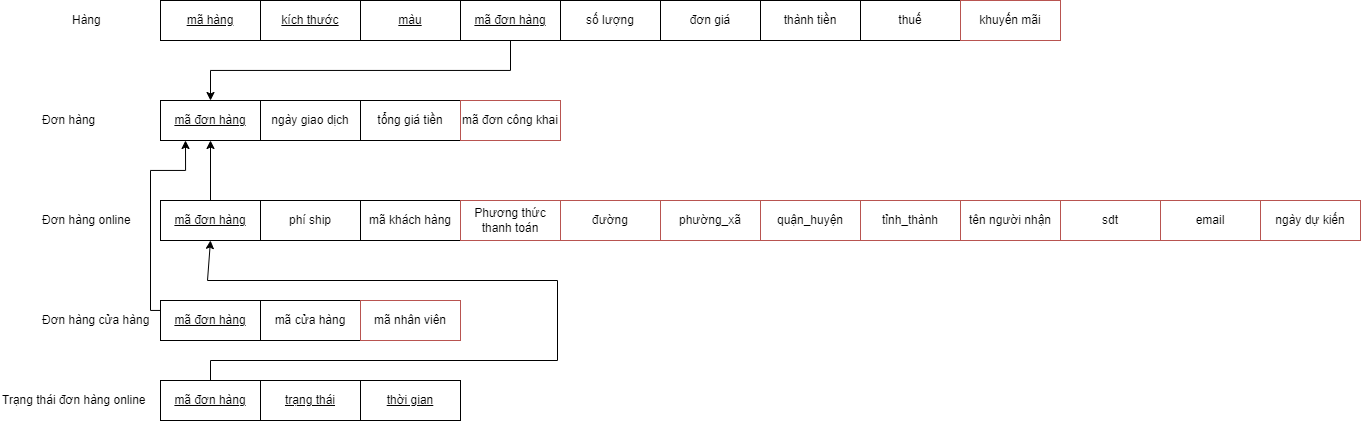 Hàng
mã hàng
kích thước
màu
mã đơn hàng
số lượng
đơn giá
thành tiền
thuế
khuyến mãi
Đơn hàng
mã đơn hàng
ngày giao dịch
tổng giá tiền
mã đơn công khai
Đơn hàng online
mã đơn hàng
phí ship
mã khách hàng
Phương thức
thanh toán
đường
phường_xã
quận_huyện
tỉnh_thành
tên người nhận
sdt
email
ngày dự kiến
Đơn hàng cửa hàng
mã đơn hàng
mã cửa hàng
mã nhân viên
Trạng thái đơn hàng online
mã đơn hàng
trạng thái
thời gian